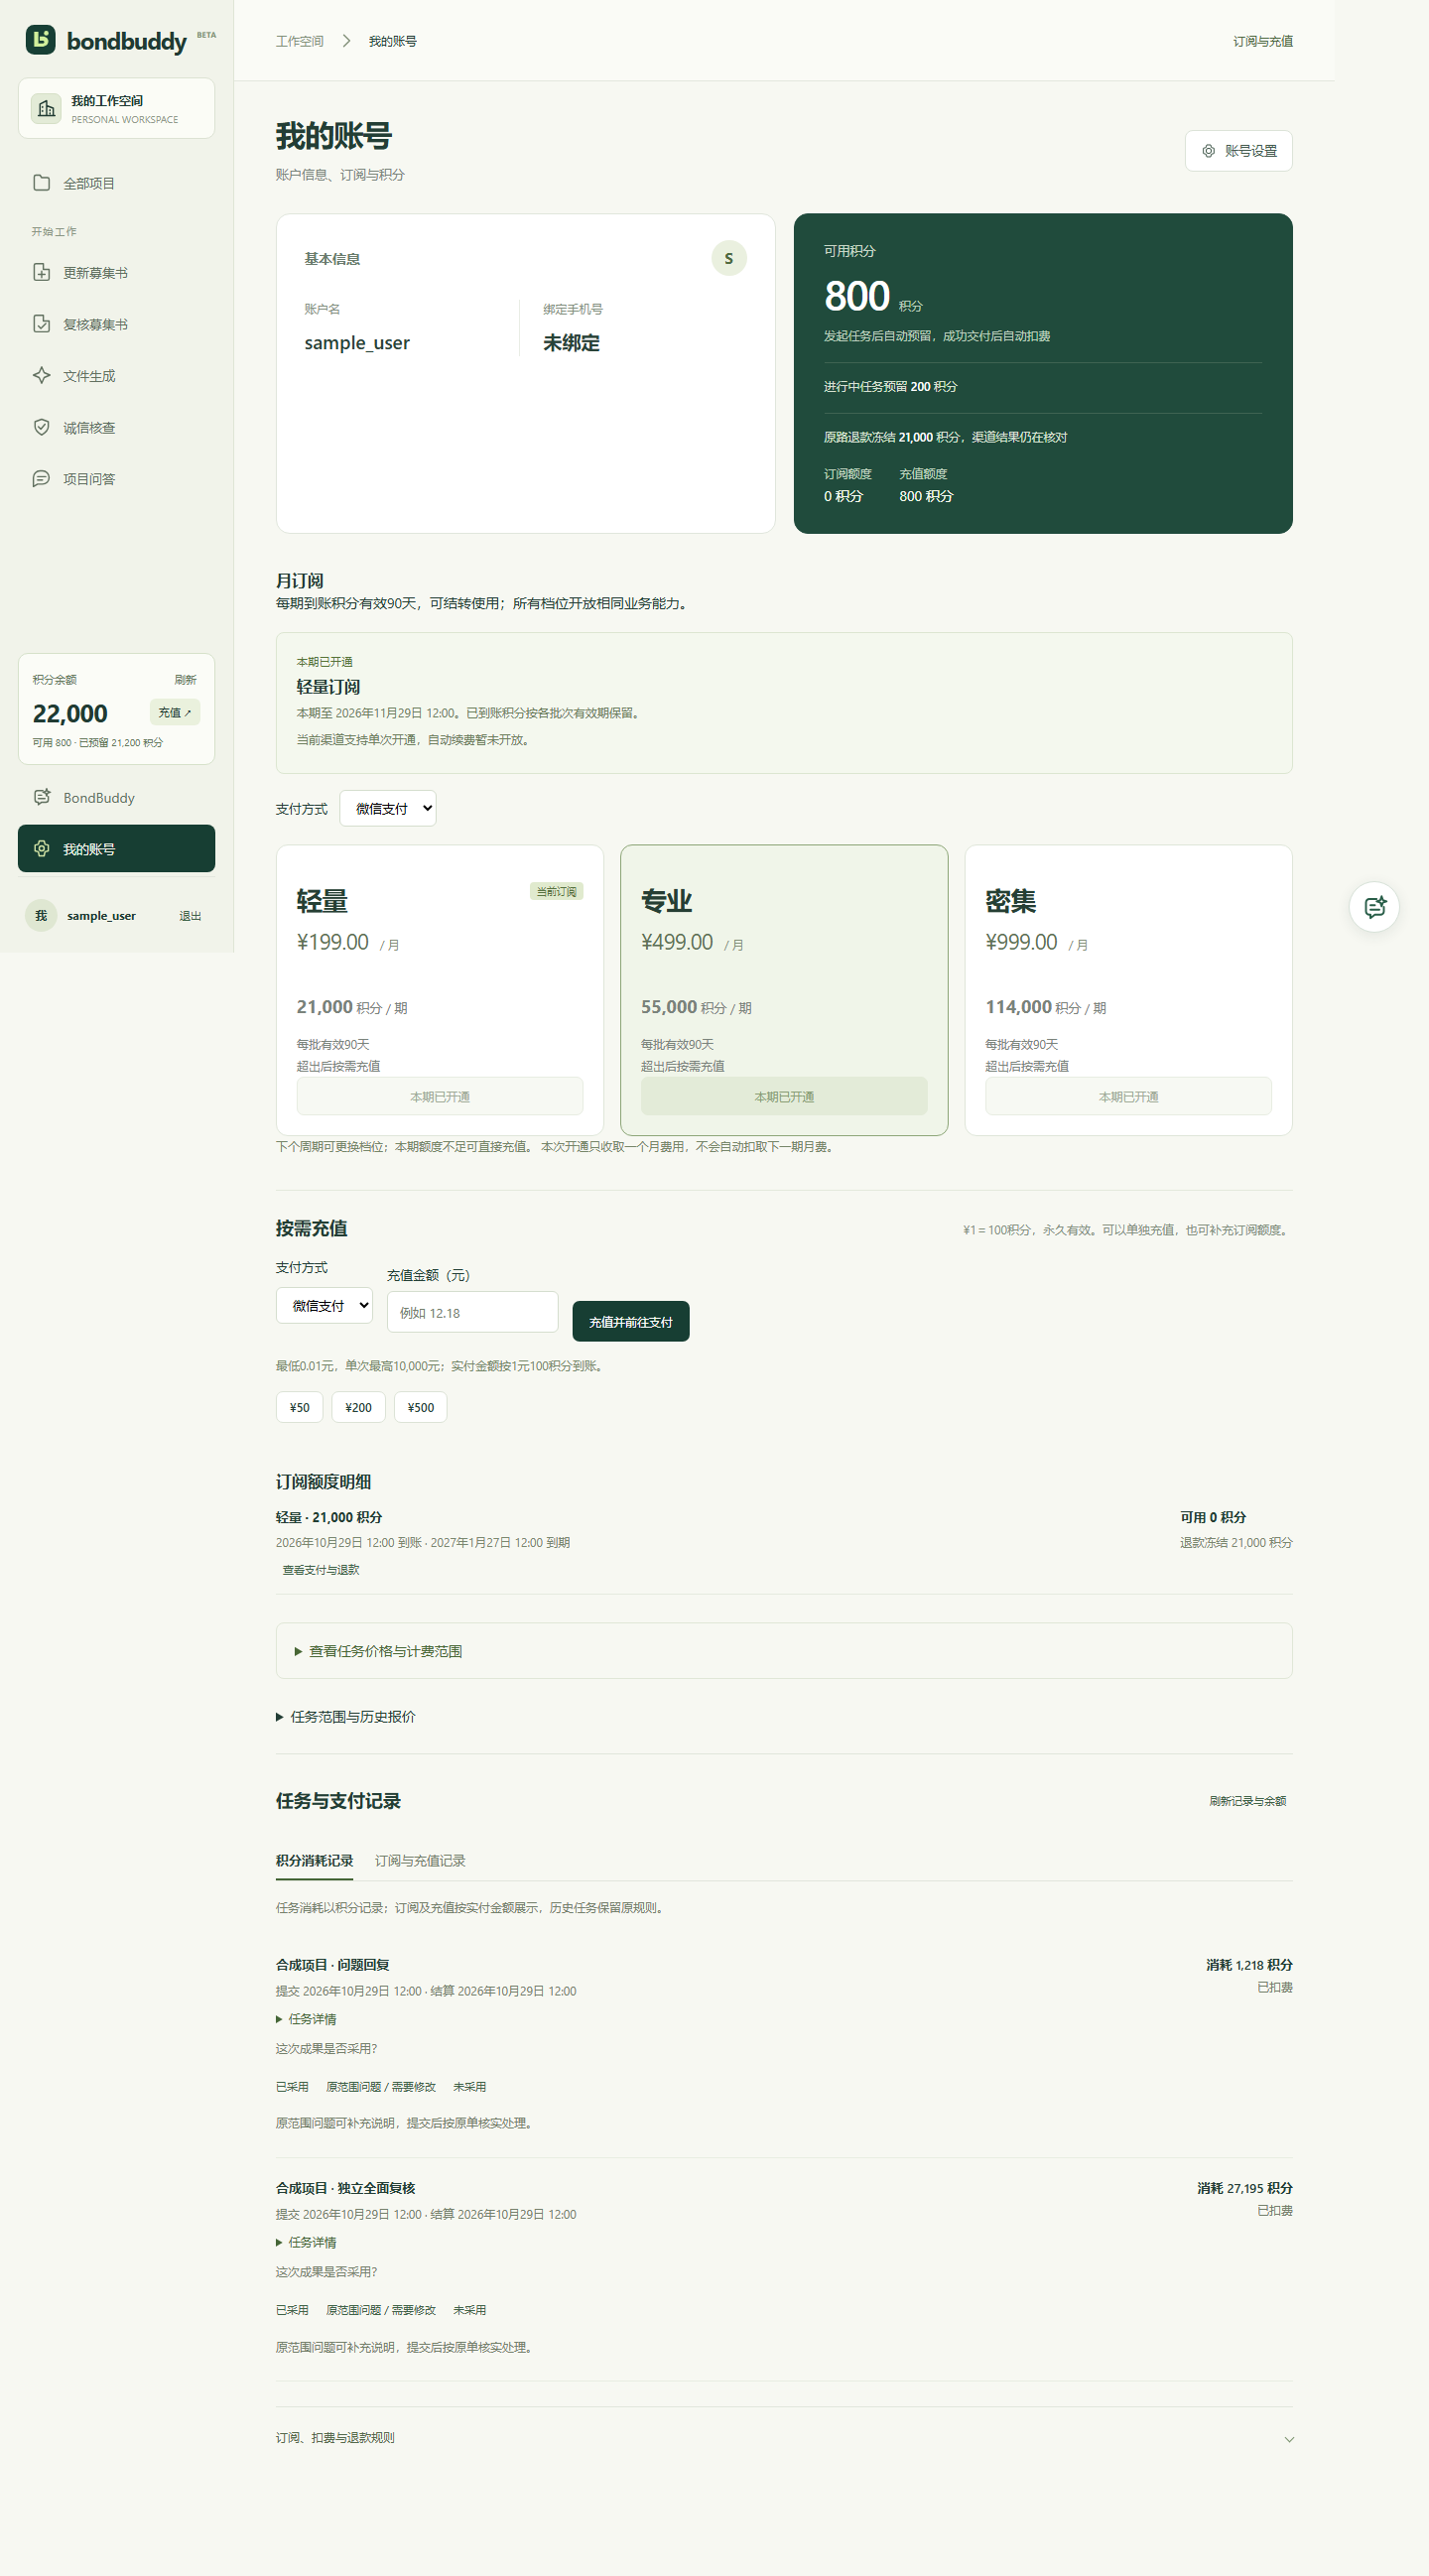 bondbuddy BETA
我的工作空间
PERSONAL WORKSPACE
全部项目
开始工作
更新募集书
复核募集书
文件生成
诚信核查
项目问答
积分余额 刷新
22,000 充值 ↗
可用 800 · 已预留 21,200 积分
BondBuddy
我的账号
我 sample_user 退出
工作空间 我的账号 订阅与充值
我的账号
账户信息、订阅与积分
账号设置
基本信息 S
账户名 绑定手机号
sample_user 未绑定
可用积分
800 积分
发起任务后自动预留，成功交付后自动扣费
进行中任务预留 200 积分
原路退款冻结 21,000 积分，渠道结果仍在核对
订阅额度 充值额度
0 积分 800 积分
月订阅
每期到账积分有效90天，可结转使用；所有档位开放相同业务能力。
本期已开通
轻量订阅
本期至 2026年11月29日 12:00。已到账积分按各批次有效期保留。
当前渠道支持单次开通，自动续费暂未开放。
支付方式 微信支付
轻量 当前订阅
¥199.00 / 月
21,000 积分 / 期
每批有效90天
超出后按需充值
本期已开通
专业
¥499.00 / 月
55,000 积分 / 期
每批有效90天
超出后按需充值
本期已开通
密集
¥999.00 / 月
114,000 积分 / 期
每批有效90天
超出后按需充值
本期已开通
下个周期可更换档位；本期额度不足可直接充值。 本次开通只收取一个月费用，不会自动扣取下一期月费。
按需充值 ¥1 = 100积分，永久有效。可以单独充值，也可补充订阅额度。
支付方式 充值金额（元）
微信支付 例如 12.18 充值并前往支付
最低0.01元，单次最高10,000元；实付金额按1元100积分到账。
¥50 ¥200 ¥500
订阅额度明细
轻量 · 21,000 积分 可用 0 积分
2026年10月29日 12:00 到账 · 2027年1月27日 12:00 到期 退款冻结 21,000 积分
查看支付与退款
查看任务价格与计费范围
任务范围与历史报价
任务与支付记录 刷新记录与余额
积分消耗记录 订阅与充值记录
任务消耗以积分记录；订阅及充值按实付金额展示，历史任务保留原规则。
合成项目 · 问题回复 消耗 1,218 积分
提交 2026年10月29日 12:00 · 结算 2026年10月29日 12:00 已扣费
任务详情
这次成果是否采用？
已采用 原范围问题 / 需要修改 未采用
原范围问题可补充说明，提交后按原单核实处理。
合成项目 · 独立全面复核 消耗 27,195 积分
提交 2026年10月29日 12:00 · 结算 2026年10月29日 12:00 已扣费
任务详情
这次成果是否采用？
已采用 原范围问题 / 需要修改 未采用
原范围问题可补充说明，提交后按原单核实处理。
订阅、扣费与退款规则